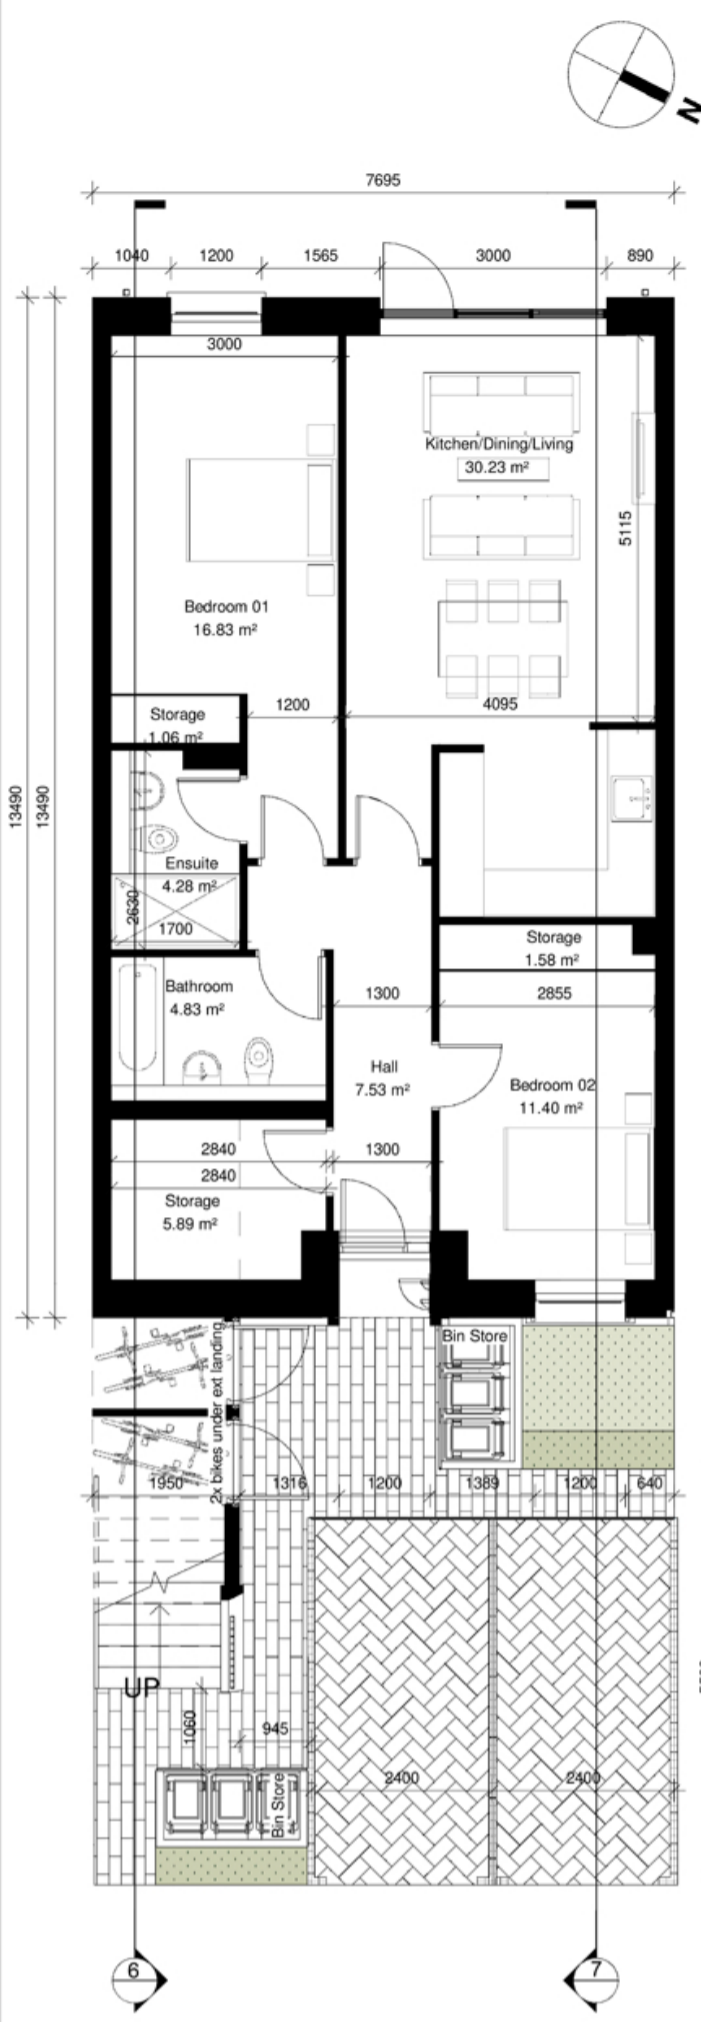 N
7695
1040
1200
1565
3000
890
3000
Kitchen/Dining/Living
30.23 m²
5115
Bedroom 01
16.83 m²
Storage
1.06 m²
1200
4095
13490
13490
Ensuite
4.28 m²
2630
1700
Storage
1.58 m²
Bathroom
4.83 m²
1300
2855
Hall
7.53 m²
Bedroom 02
11.40 m²
2840
1300
2840
Storage
5.89 m²
Bin Store
2x bikes under ext landing
1950
1316
1200
1389
1200
640
UP
1060
945
2400
2400
Bin Store
6
7